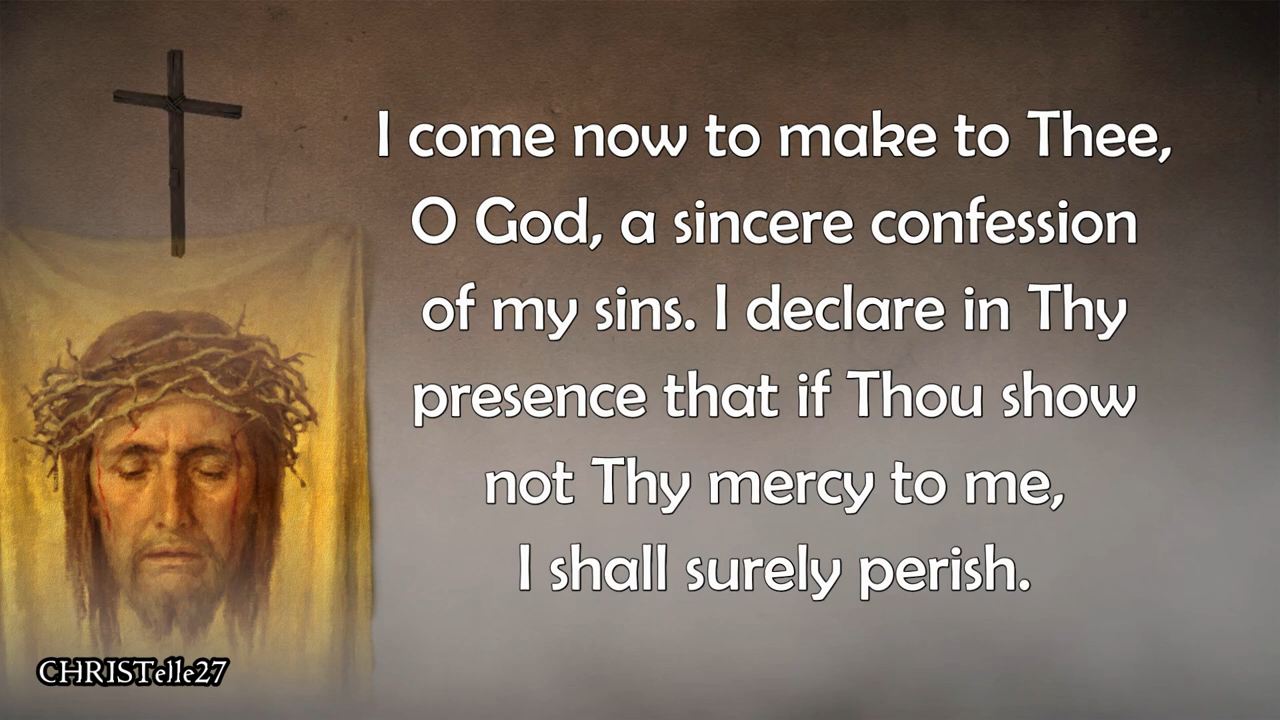 I come now to make to Thee,
O God, a sincere confession
of my sins. I declare in Thy
presence that if Thou show
not Thy mercy to me,
I shall surely perish.
CHRISTelle27